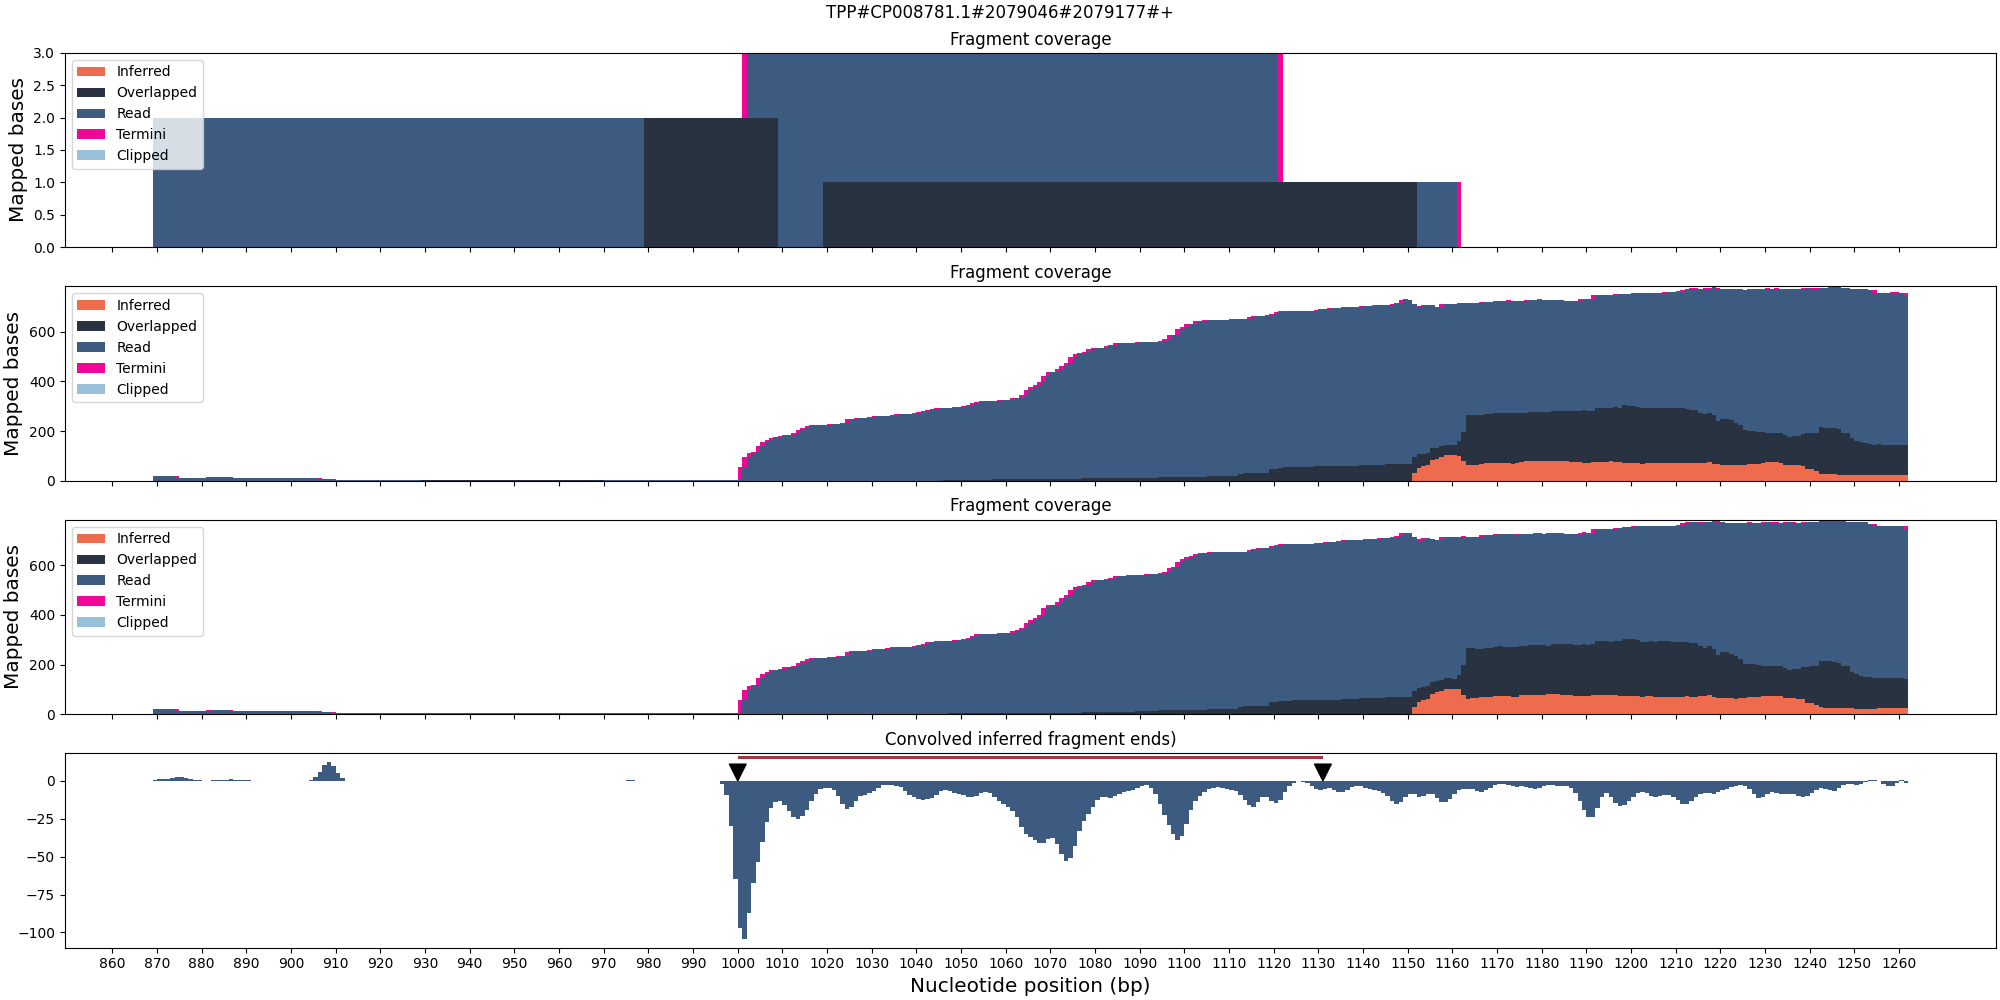 TPP#CP008781.1#2079046#2079177#+
Fragment coverage
Mapped bases
3.0
2.5
2.0
1.5
1.0
0.5
0.0
Inferred
Overlapped
Read
Termini
Clipped
Fragment coverage
Mapped bases
600
400
200
0
Inferred
Overlapped
Read
Termini
Clipped
Fragment coverage
Mapped bases
600
400
200
0
Inferred
Overlapped
Read
Termini
Clipped
Convolved inferred fragment ends)
0
−25
−50
−75
−100
860 870 880 890 900 910 920 930 940 950 960 970 980 990 1000 1010 1020 1030 1040 1050 1060 1070 1080 1090 1100 1110 1120 1130 1140 1150 1160 1170 1180 1190 1200 1210 1220 1230 1240 1250 1260
Nucleotide position (bp)